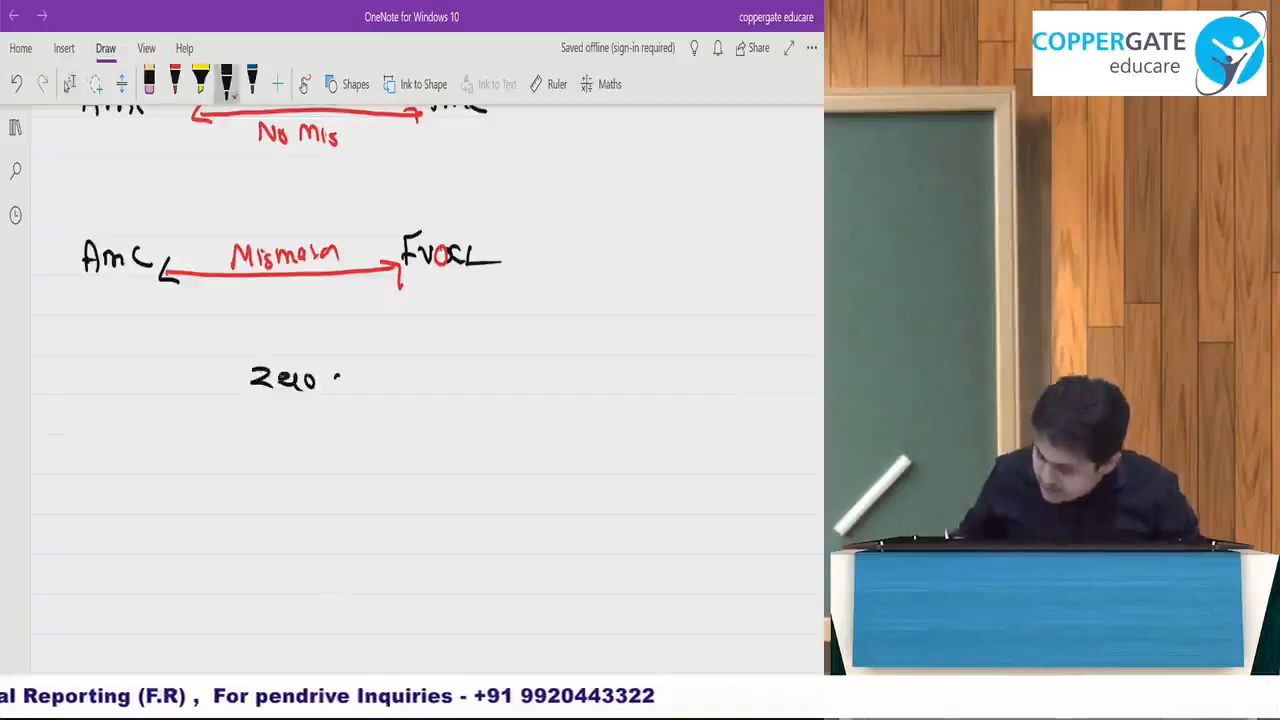 OneNote for Windows 10
coppergate educare
Home Insert Draw View Help
Saved offline (sign-in required) Share
Shapes Ink to Shape Ink to Text Ruler Maths
COPPERGATE
educare
No Mis
AMC Mismatch FVOCI
Zero
al Reporting (F.R) , For pendrive Inquiries - +91 9920443322